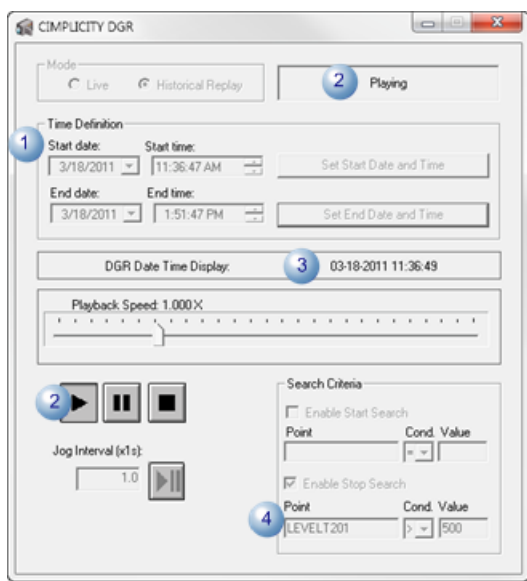 CIMPLICITY DGR
Mode
Live Historical Replay
2 Playing
Time Definition
1 Start date: Start time:
3/18/2011 11:36:47 AM Set Start Date and Time
End date: End time:
3/18/2011 1:51:47 PM Set End Date and Time
DGR Date Time Display: 3 03-18-2011 11:36:49
Playback Speed: 1.000 X
2
Jog Interval (x1s):
1.0
Search Criteria
Enable Start Search
Point Cond. Value
=
Enable Stop Search
Point Cond. Value
4 LEVELT201 > 500